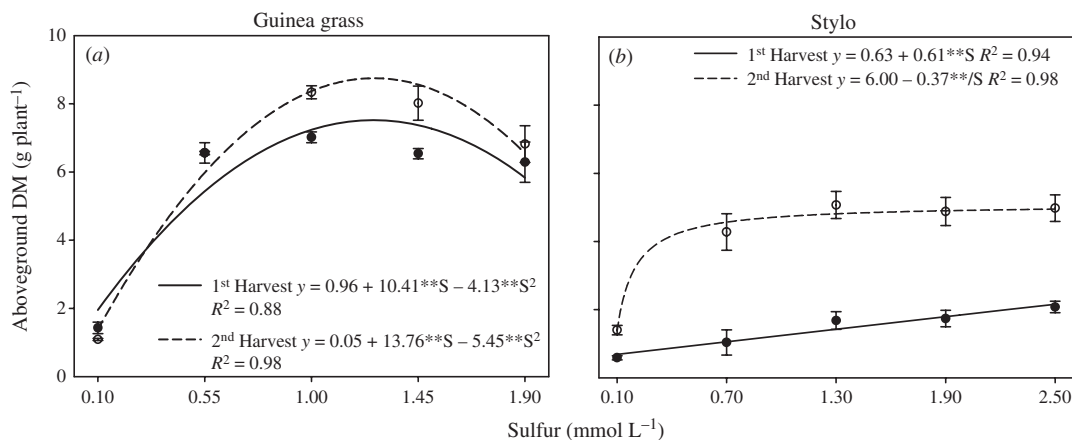 Guinea grass
Stylo
(a)
(b)
10
8
6
4
2
0
Aboveground DM (g plant⁻¹)
1st Harvest y = 0.96 + 10.41**S – 4.13**S²
R² = 0.88
2nd Harvest y = 0.05 + 13.76**S – 5.45**S²
R² = 0.98
1st Harvest y = 0.63 + 0.61**S R² = 0.94
2nd Harvest y = 6.00 – 0.37**/S R² = 0.98
0.10 0.55 1.00 1.45 1.90
0.10 0.70 1.30 1.90 2.50
Sulfur (mmol L⁻¹)